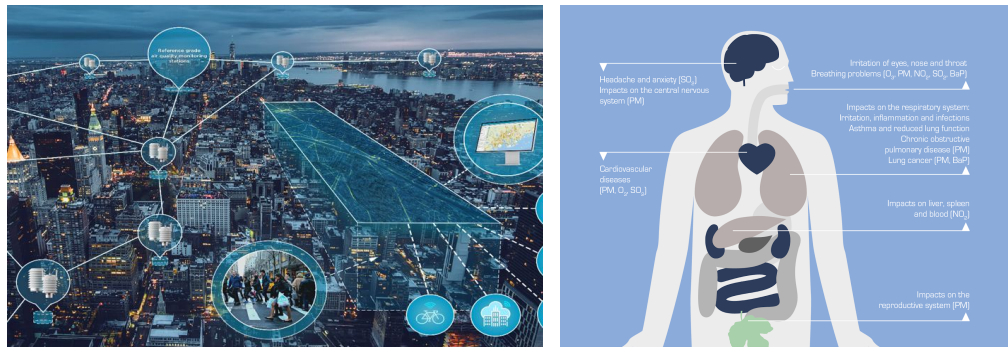 Reference grade
air quality monitoring
stations
Headache and anxiety (SO₂)
Impacts on the central nervous
system (PM)
Cardiovascular
diseases
(PM, O₃, SO₂)
Irritation of eyes, nose and throat
Breathing problems (O₃, PM, NO₂, SO₂, BaP)
Impacts on the respiratory system:
Irritation, inflammation and infections
Asthma and reduced lung function
Chronic obstructive
pulmonary disease (PM)
Lung cancer (PM, BaP)
Impacts on liver, spleen
and blood (NO₂)
Impacts on the
reproductive system (PM)